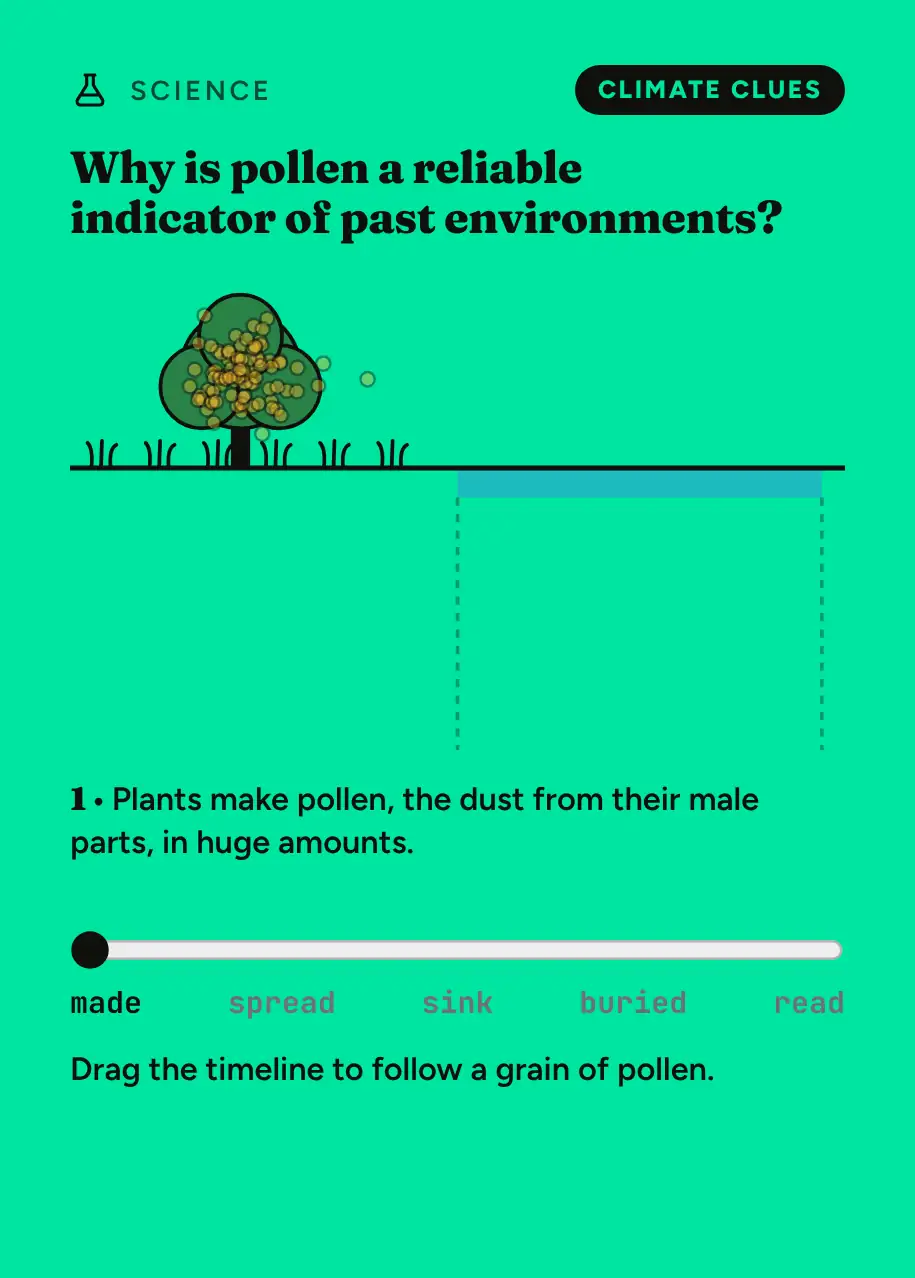 SCIENCE
CLIMATE CLUES
Why is pollen a reliable
indicator of past environments?
1 • Plants make pollen, the dust from their male
parts, in huge amounts.
made spread sink buried read
Drag the timeline to follow a grain of pollen.